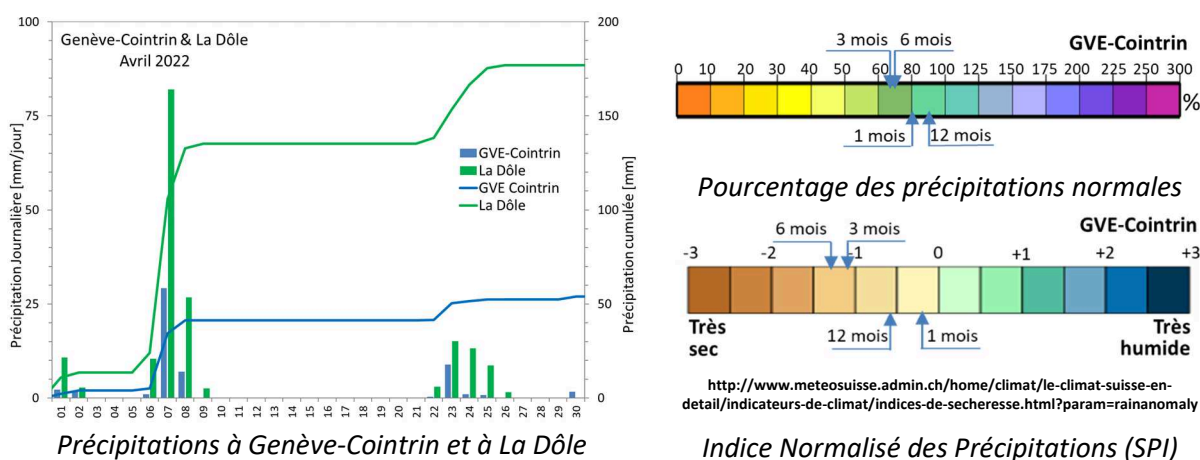 Genève-Cointrin & La Dôle
Avril 2022
100
75
50
25
0
Précipitation Journalière [mm/jour]
200
150
100
50
0
Précipitation cumulée [mm]
GVE-Cointrin
La Dôle
GVE Cointrin
La Dôle
01 02 03 04 05 06 07 08 09 10 11 12 13 14 15 16 17 18 19 20 21 22 23 24 25 26 27 28 29 30
Précipitations à Genève-Cointrin et à La Dôle
3 mois 6 mois GVE-Cointrin
0 10 20 30 40 50 60 70 80 100 125 150 175 200 225 250 300
%
1 mois 12 mois
Pourcentage des précipitations normales
GVE-Cointrin
6 mois 3 mois
-3 -2 -1 0 +1 +2 +3
Très
sec
12 mois 1 mois
Très
humide
http://www.meteosuisse.admin.ch/home/climat/le-climat-suisse-en-
detail/indicateurs-de-climat/indices-de-secheresse.html?param=rainanomaly
Indice Normalisé des Précipitations (SPI)